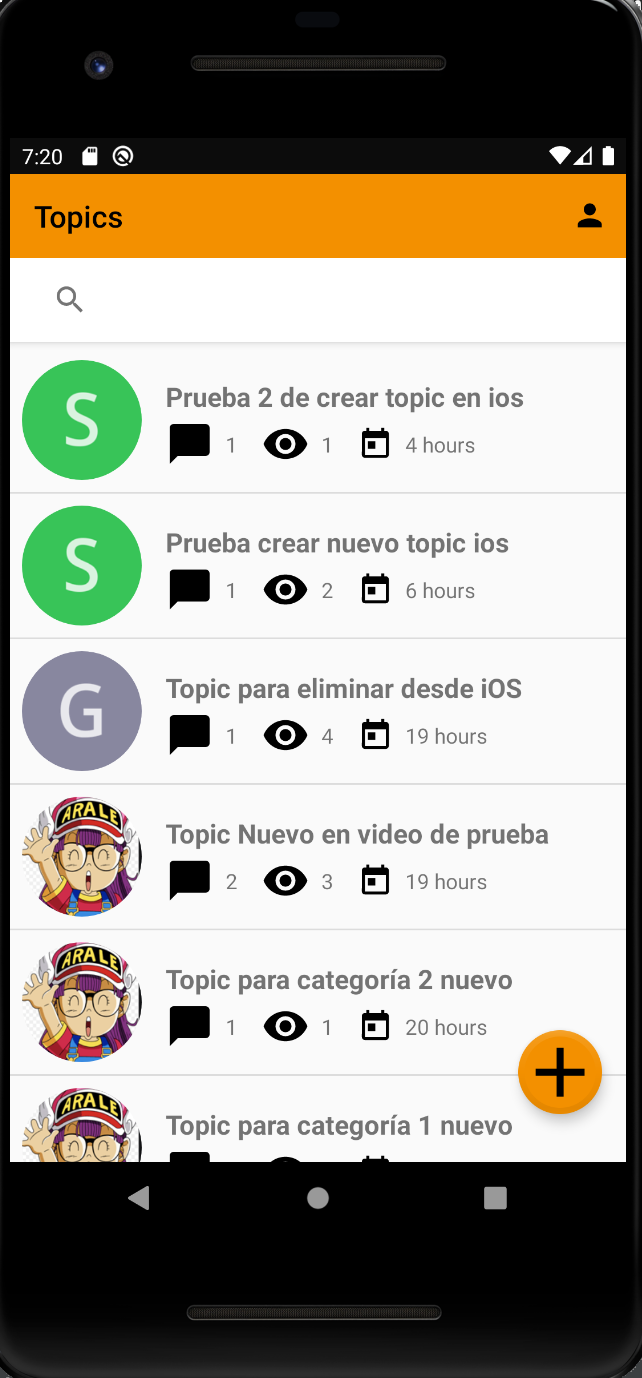 7:20
Topics
S
Prueba 2 de crear topic en ios
1 1 4 hours
S
Prueba crear nuevo topic ios
1 2 6 hours
G
Topic para eliminar desde iOS
1 4 19 hours
ARALE
Topic Nuevo en video de prueba
2 3 19 hours
ARALE
Topic para categoría 2 nuevo
1 1 20 hours
ARALE
Topic para categoría 1 nuevo